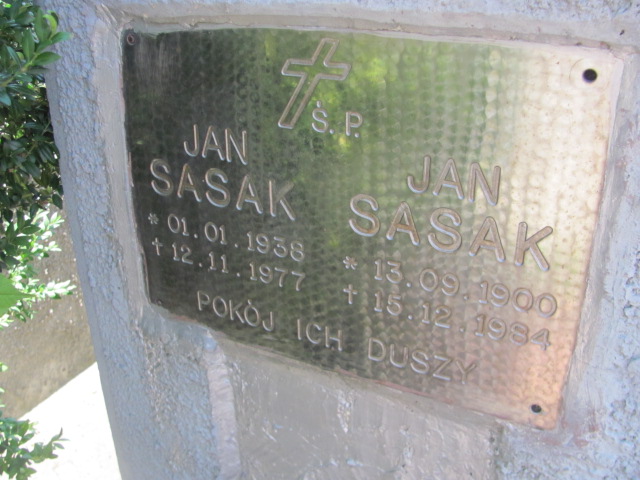 Ś.P.
JAN
SASAK
* 01.01.1938
† 12.11.1977
JAN
SASAK
* 13.09.1900
† 15.12.1984
POKÓJ ICH DUSZY